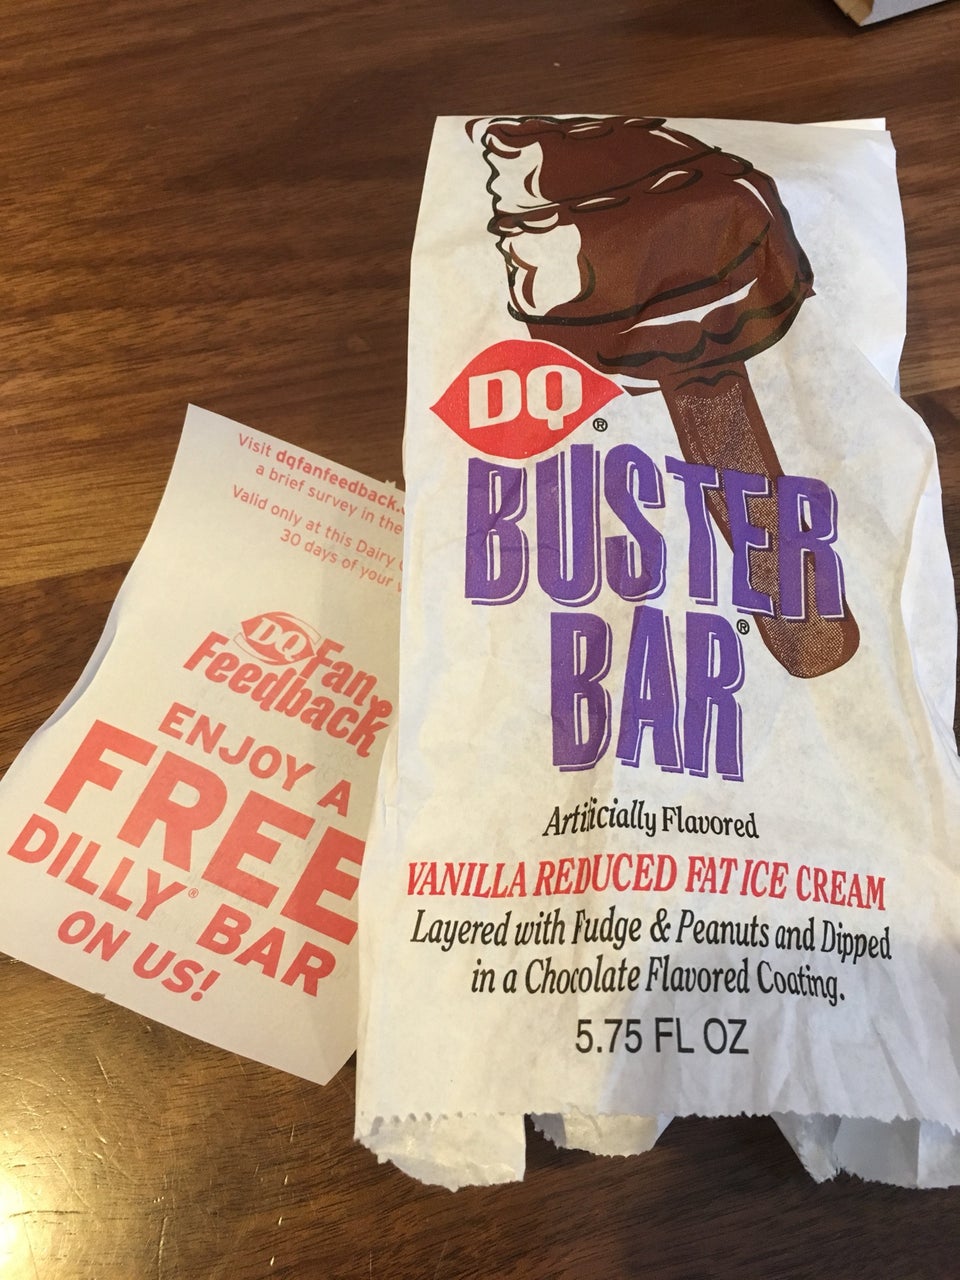 Visit dqfanfeedback.
a brief survey in the
Valid only at this Dairy
30 days of your
DQ Fan
Feedback
ENJOY A
FREE
DILLY® BAR
ON US!
DQ®
BUSTER
BAR®
Artificially Flavored
VANILLA REDUCED FAT ICE CREAM
Layered with Fudge & Peanuts and Dipped
in a Chocolate Flavored Coating.
5.75 FL OZ